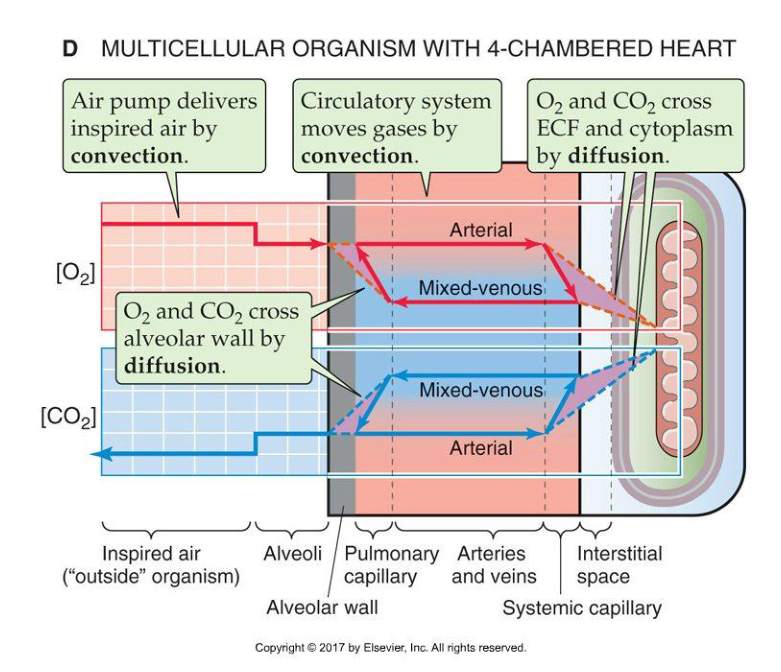 D MULTICELLULAR ORGANISM WITH 4-CHAMBERED HEART
Air pump delivers
inspired air by
convection.
Circulatory system
moves gases by
convection.
O₂ and CO₂ cross
ECF and cytoplasm
by diffusion.
[O₂]
Arterial
Mixed-venous
O₂ and CO₂ cross
alveolar wall by
diffusion.
[CO₂]
Mixed-venous
Arterial
Inspired air
(“outside” organism)
Alveoli
Pulmonary
capillary
Arteries
and veins
Interstitial
space
Alveolar wall
Systemic capillary
Copyright © 2017 by Elsevier, Inc. All rights reserved.